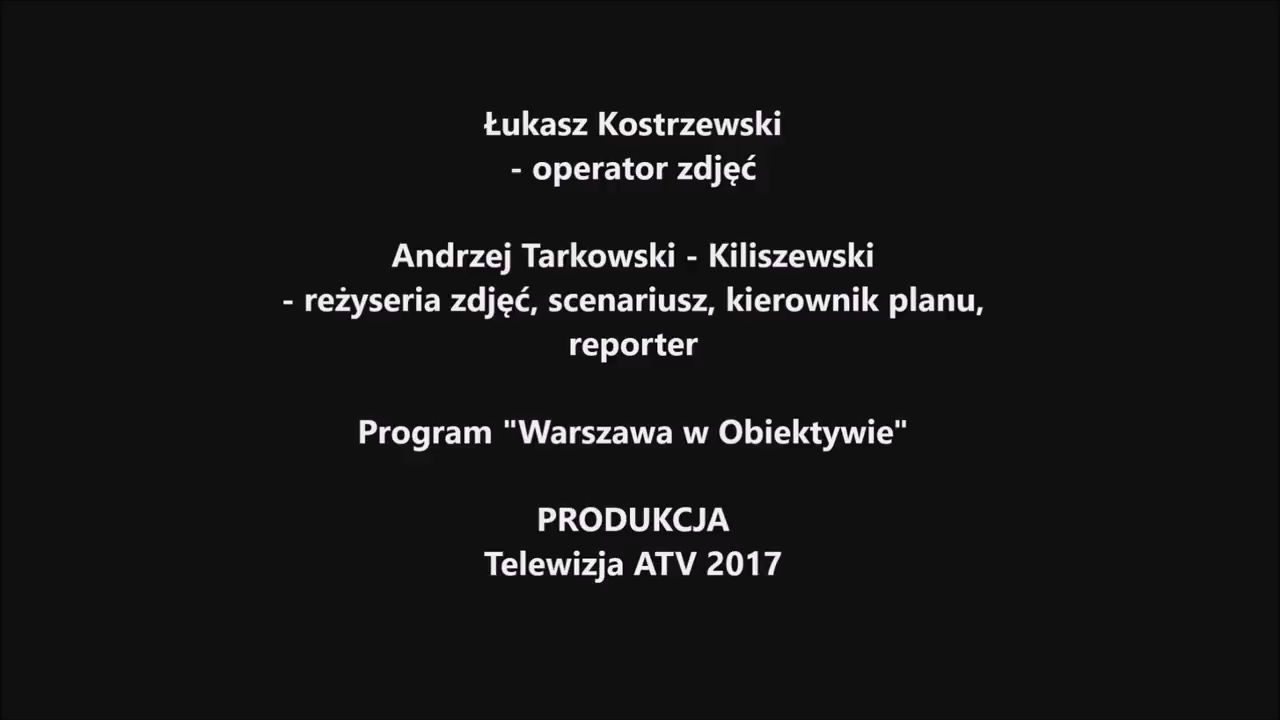 Łukasz Kostrzewski
- operator zdjęć
Andrzej Tarkowski - Kiliszewski
- reżyseria zdjęć, scenariusz, kierownik planu,
reporter
Program "Warszawa w Obiektywie"
PRODUKCJA
Telewizja ATV 2017